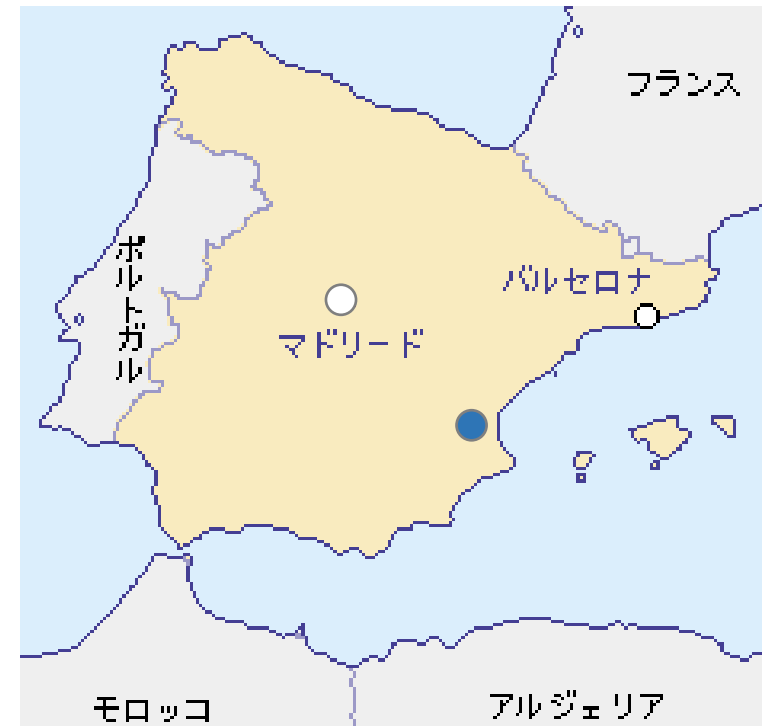 フランス
バルセロナ
ポルトガル
マドリード
モロッコ
アルジェリア